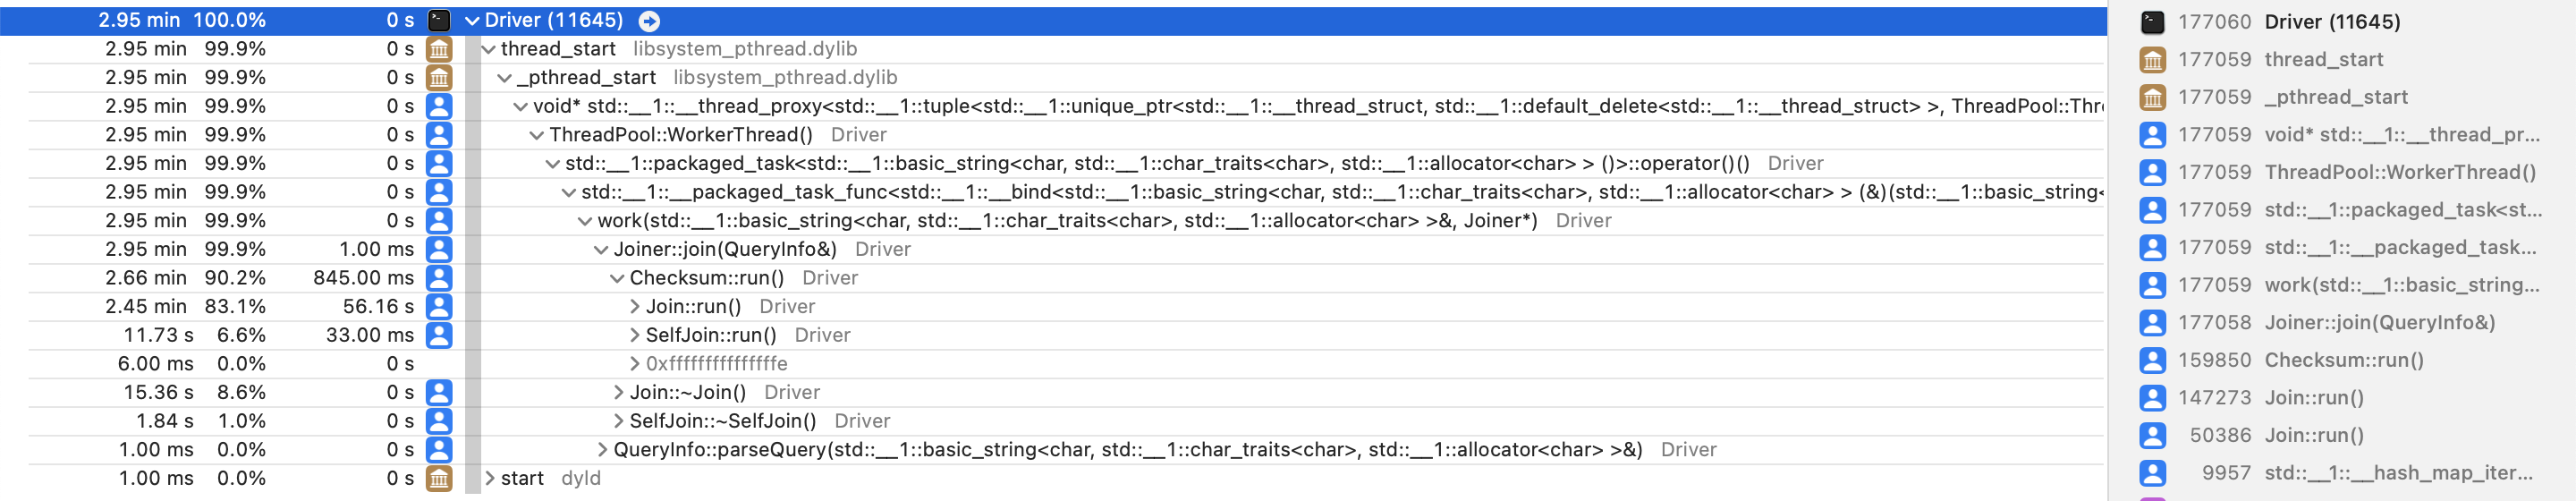 2.95 min 100.0% 0 s Driver (11645)
2.95 min 99.9% 0 s thread_start libsystem_pthread.dylib
2.95 min 99.9% 0 s _pthread_start libsystem_pthread.dylib
2.95 min 99.9% 0 s void* std::__1::__thread_proxy<std::__1::tuple<std::__1::unique_ptr<std::__1::__thread_struct, std::__1::default_delete<std::__1::__thread_struct> >, ThreadPool::Thre
2.95 min 99.9% 0 s ThreadPool::WorkerThread() Driver
2.95 min 99.9% 0 s std::__1::packaged_task<std::__1::basic_string<char, std::__1::char_traits<char>, std::__1::allocator<char> > ()>::operator()() Driver
2.95 min 99.9% 0 s std::__1::__packaged_task_func<std::__1::__bind<std::__1::basic_string<char, std::__1::char_traits<char>, std::__1::allocator<char> > (&)(std::__1::basic_string<
2.95 min 99.9% 0 s work(std::__1::basic_string<char, std::__1::char_traits<char>, std::__1::allocator<char> >&, Joiner*) Driver
2.95 min 99.9% 1.00 ms Joiner::join(QueryInfo&) Driver
2.66 min 90.2% 845.00 ms Checksum::run() Driver
2.45 min 83.1% 56.16 s Join::run() Driver
11.73 s 6.6% 33.00 ms SelfJoin::run() Driver
6.00 ms 0.0% 0 s 0xfffffffffffffffe
15.36 s 8.6% 0 s Join::~Join() Driver
1.84 s 1.0% 0 s SelfJoin::~SelfJoin() Driver
1.00 ms 0.0% 0 s QueryInfo::parseQuery(std::__1::basic_string<char, std::__1::char_traits<char>, std::__1::allocator<char> >&) Driver
1.00 ms 0.0% 0 s start dyld
177060 Driver (11645)
177059 thread_start
177059 _pthread_start
177059 void* std::__1::__thread_pr...
177059 ThreadPool::WorkerThread()
177059 std::__1::packaged_task<st...
177059 std::__1::__packaged_task...
177059 work(std::__1::basic_string...
177058 Joiner::join(QueryInfo&)
159850 Checksum::run()
147273 Join::run()
50386 Join::run()
9957 std::__1::__hash_map_iter...